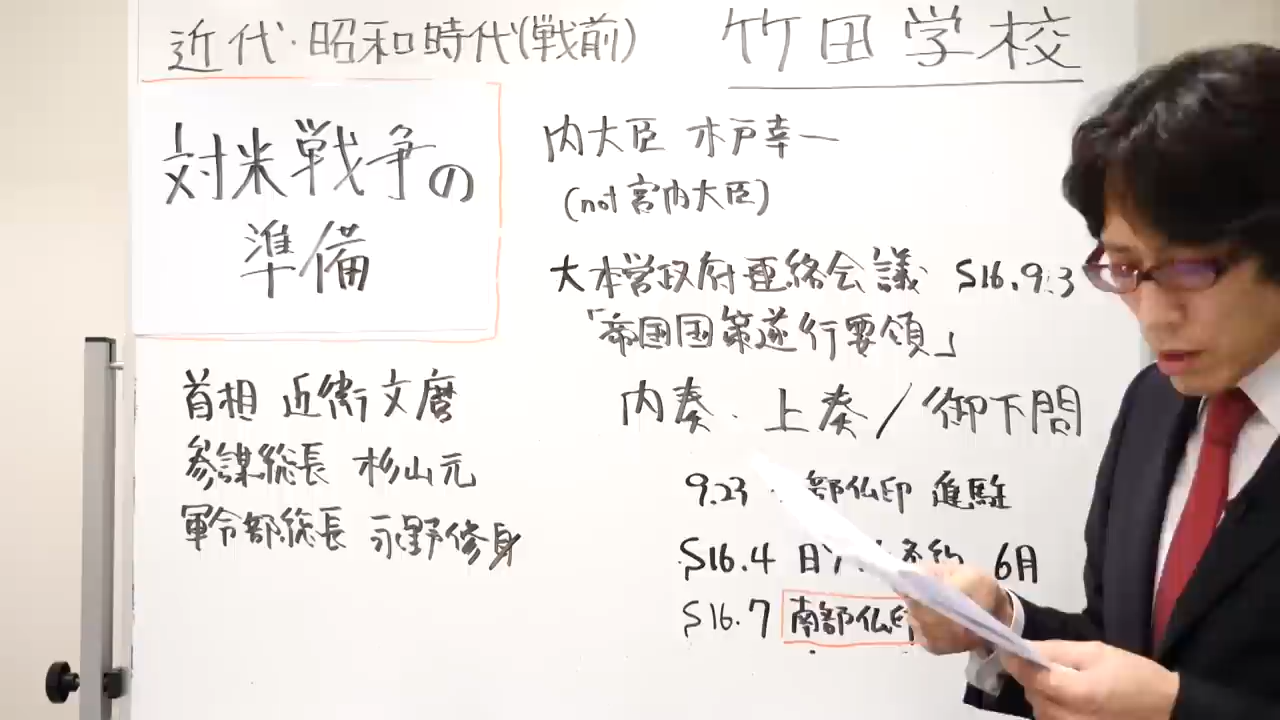 近代・昭和時代(戦前)
竹田学校
対米戦争の
準備
首相 近衛文麿
参謀総長 杉山元
軍令部総長 永野修身
内大臣 木戸幸一
(not 宮内大臣)
大本営政府連絡会議 S16.9.3
「帝国国策遂行要領」
内奏・上奏/御下問
9.23 部仏印 進駐
S16.4 日ソ 条約 6月
S16.7 南部仏印